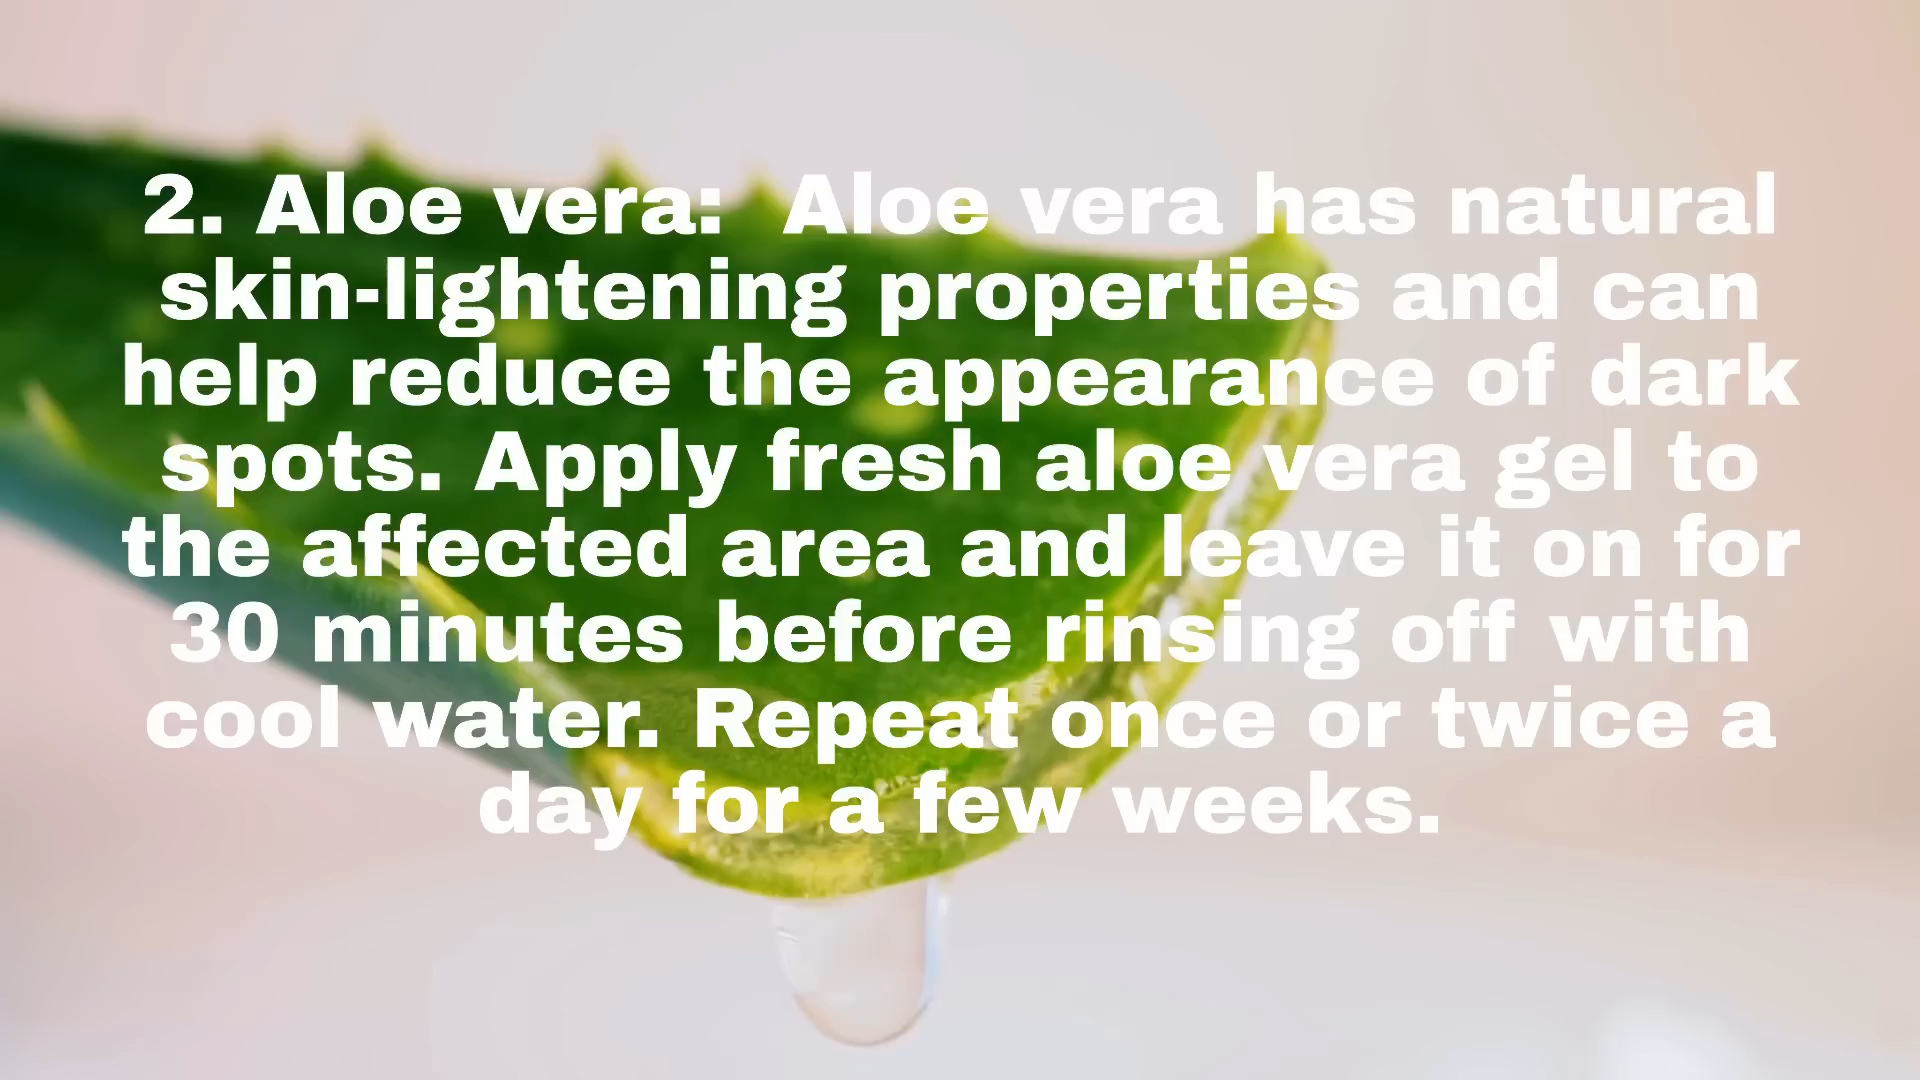 2. Aloe vera:  Aloe vera has natural
skin-lightening properties and can
help reduce the appearance of dark
spots. Apply fresh aloe vera gel to
the affected area and leave it on for
30 minutes before rinsing off with
cool water. Repeat once or twice a
day for a few weeks.